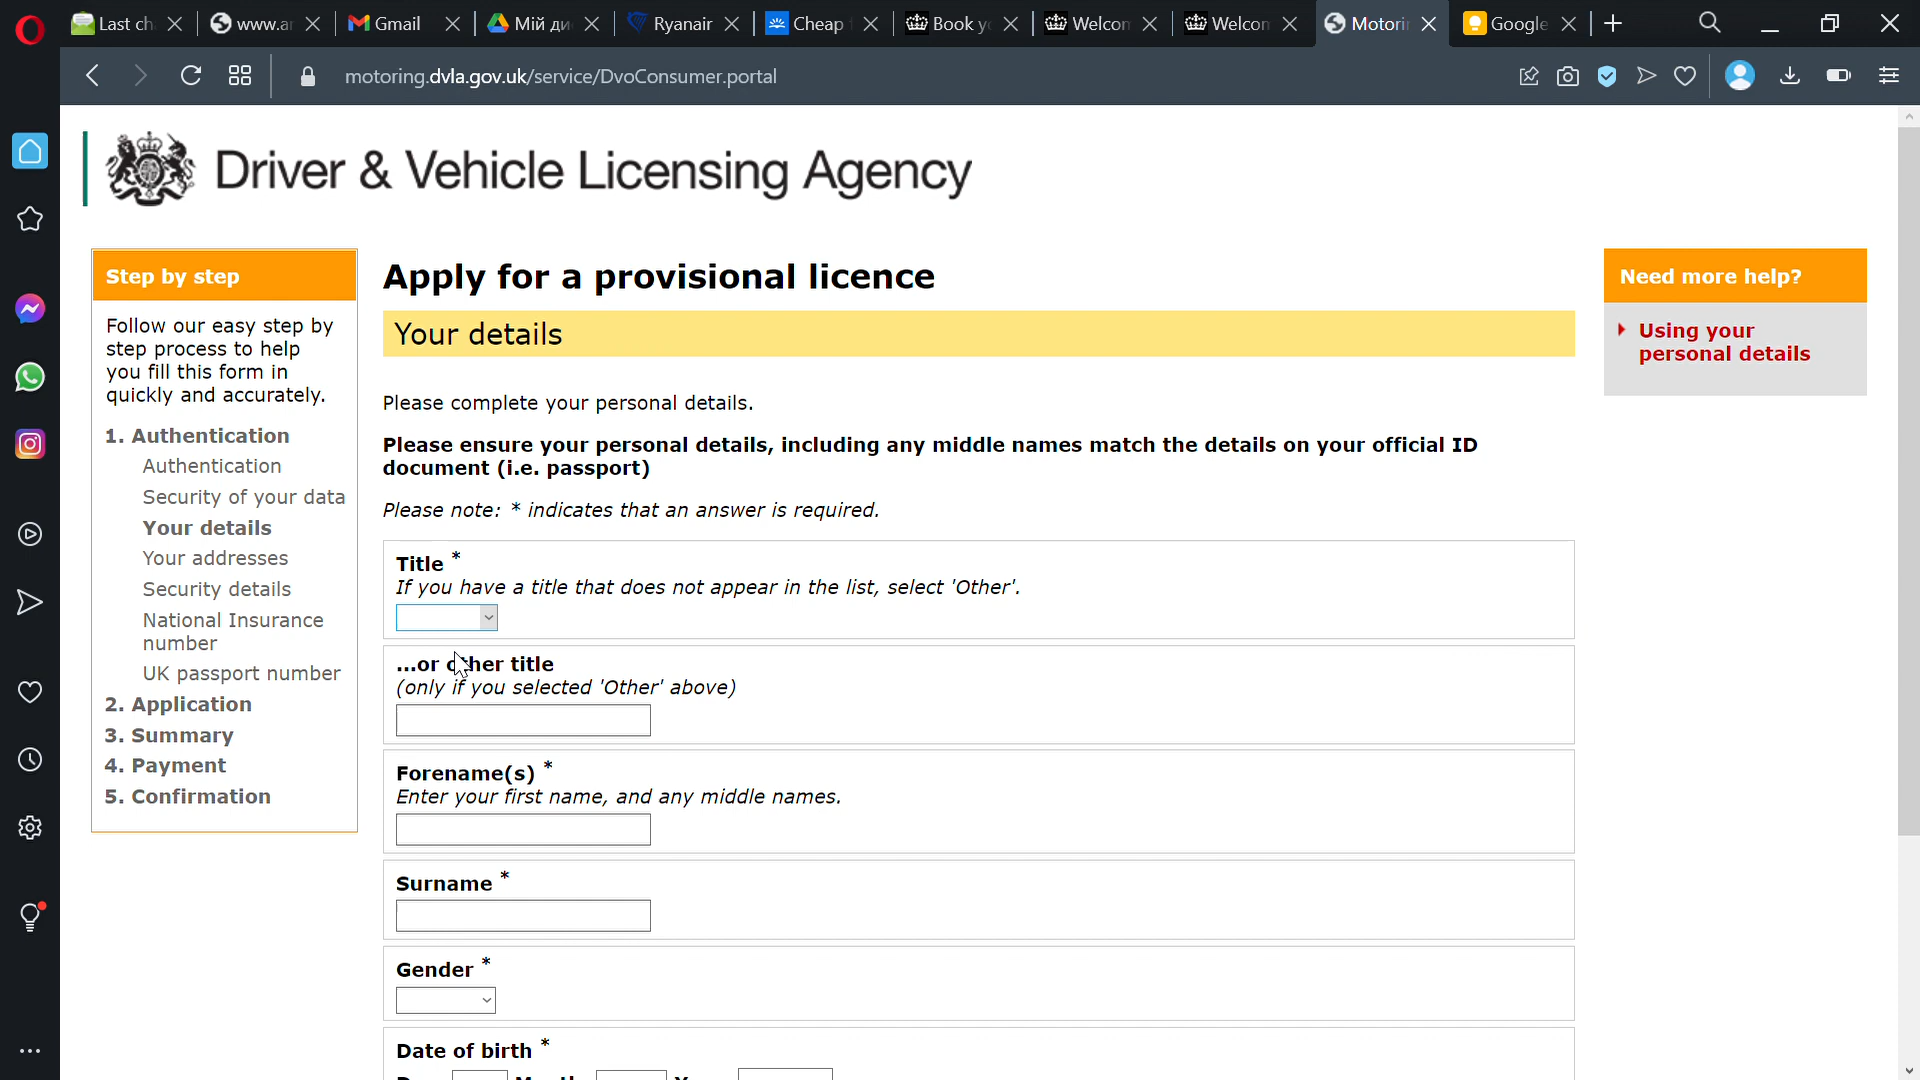 Last ch
www.ar
Gmail
Мій ди
Ryanair
Cheap
Book y
Welcom
Welcom
Motori
Google
motoring.dvla.gov.uk/service/DvoConsumer.portal
Driver & Vehicle Licensing Agency
Step by step
Follow our easy step by
step process to help
you fill this form in
quickly and accurately.
1. Authentication
Authentication
Security of your data
Your details
Your addresses
Security details
National Insurance
number
UK passport number
2. Application
3. Summary
4. Payment
5. Confirmation
Apply for a provisional licence
Your details
Please complete your personal details.
Please ensure your personal details, including any middle names match the details on your official ID
document (i.e. passport)
Please note: * indicates that an answer is required.
Title *
If you have a title that does not appear in the list, select 'Other'.
...or other title
(only if you selected 'Other' above)
Forename(s) *
Enter your first name, and any middle names.
Surname *
Gender *
Date of birth *
Need more help?
Using your
personal details